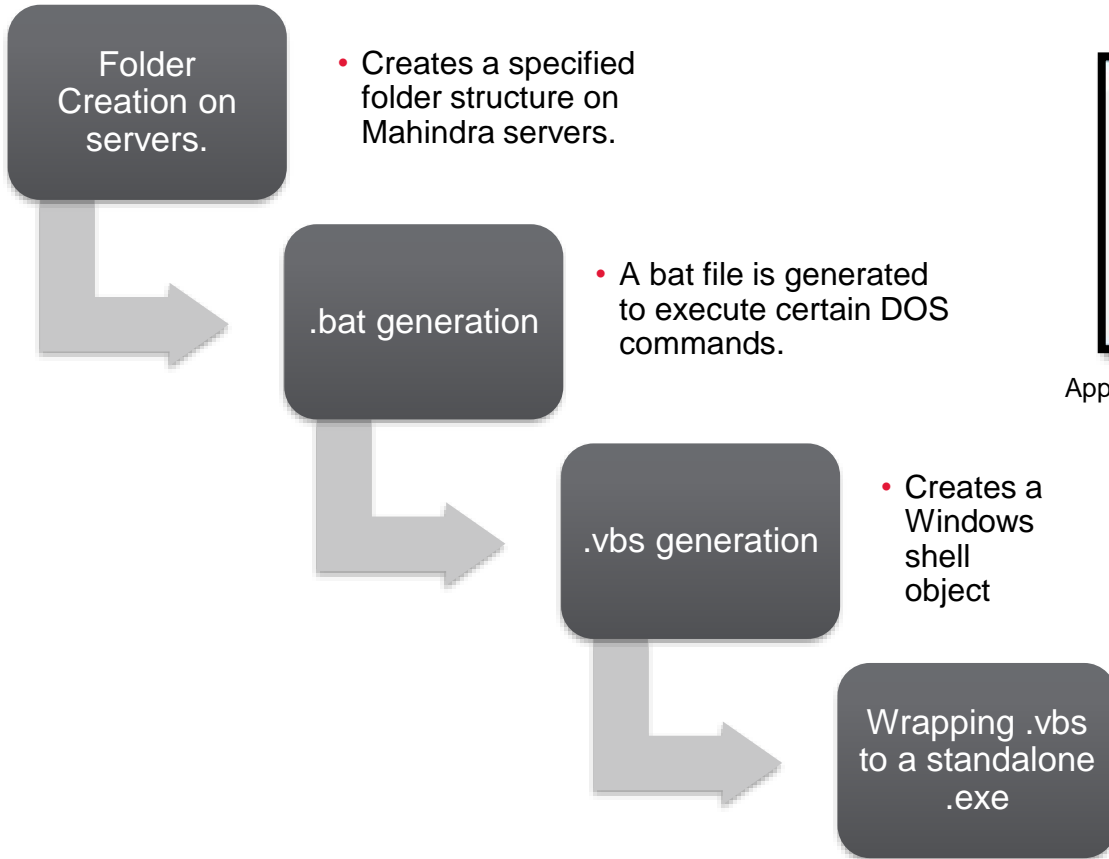 Folder
Creation on
servers.
• Creates a specified
folder structure on
Mahindra servers.
.bat generation
• A bat file is generated
to execute certain DOS
commands.
App
.vbs generation
• Creates a
Windows
shell
object
Wrapping .vbs
to a standalone
.exe